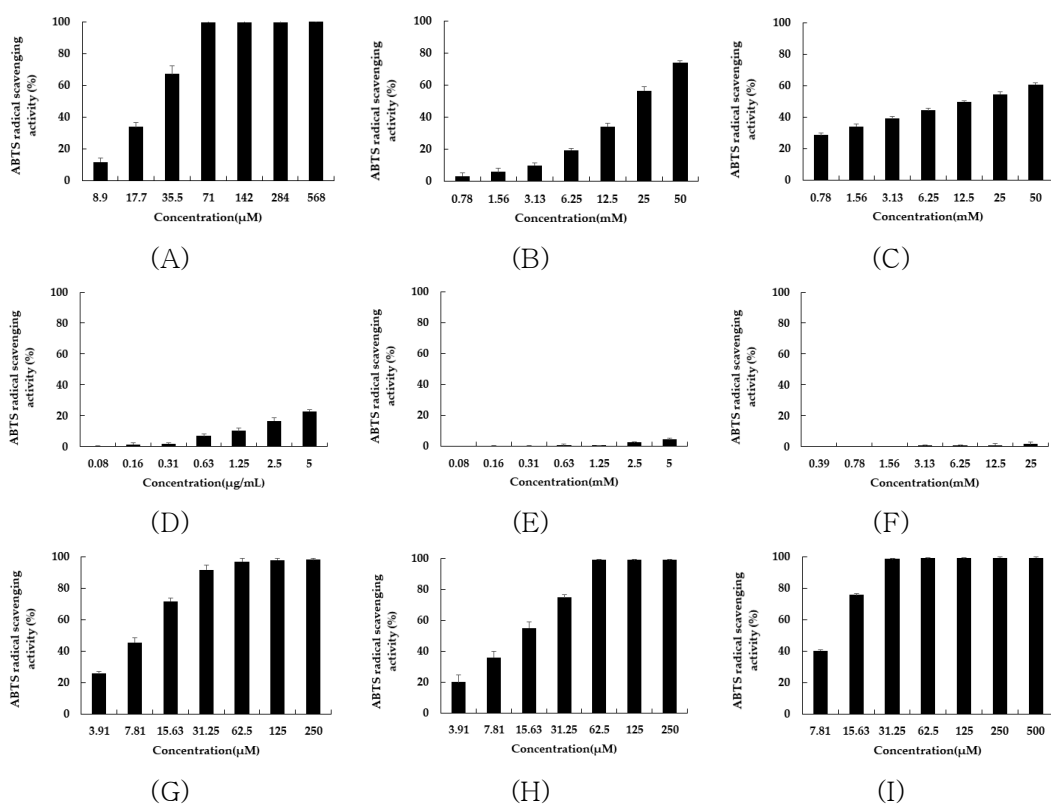 ABTS radical scavenging
activity (%)
100
80
60
40
20
0
8.9 17.7 35.5 71 142 284 568
Concentration(μM)
(A)
ABTS radical scavenging
activity (%)
100
80
60
40
20
0
0.78 1.56 3.13 6.25 12.5 25 50
Concentration(mM)
(B)
ABTS radical scavenging
activity (%)
100
80
60
40
20
0
0.78 1.56 3.13 6.25 12.5 25 50
Concentration(mM)
(C)
ABTS radical scavenging
activity (%)
100
80
60
40
20
0
0.08 0.16 0.31 0.63 1.25 2.5 5
Concentration(μg/mL)
(D)
ABTS radical scavenging
activity (%)
100
80
60
40
20
0
0.08 0.16 0.31 0.63 1.25 2.5 5
Concentration(mM)
(E)
ABTS radical scavenging
activity (%)
100
80
60
40
20
0
0.39 0.78 1.56 3.13 6.25 12.5 25
Concentration(mM)
(F)
ABTS radical scavenging
activity (%)
100
80
60
40
20
0
3.91 7.81 15.63 31.25 62.5 125 250
Concentration(μM)
(G)
ABTS radical scavenging
activity (%)
100
80
60
40
20
0
3.91 7.81 15.63 31.25 62.5 125 250
Concentration(μM)
(H)
ABTS radical scavenging
activity (%)
100
80
60
40
20
0
7.81 15.63 31.25 62.5 125 250 500
Concentration(μM)
(I)